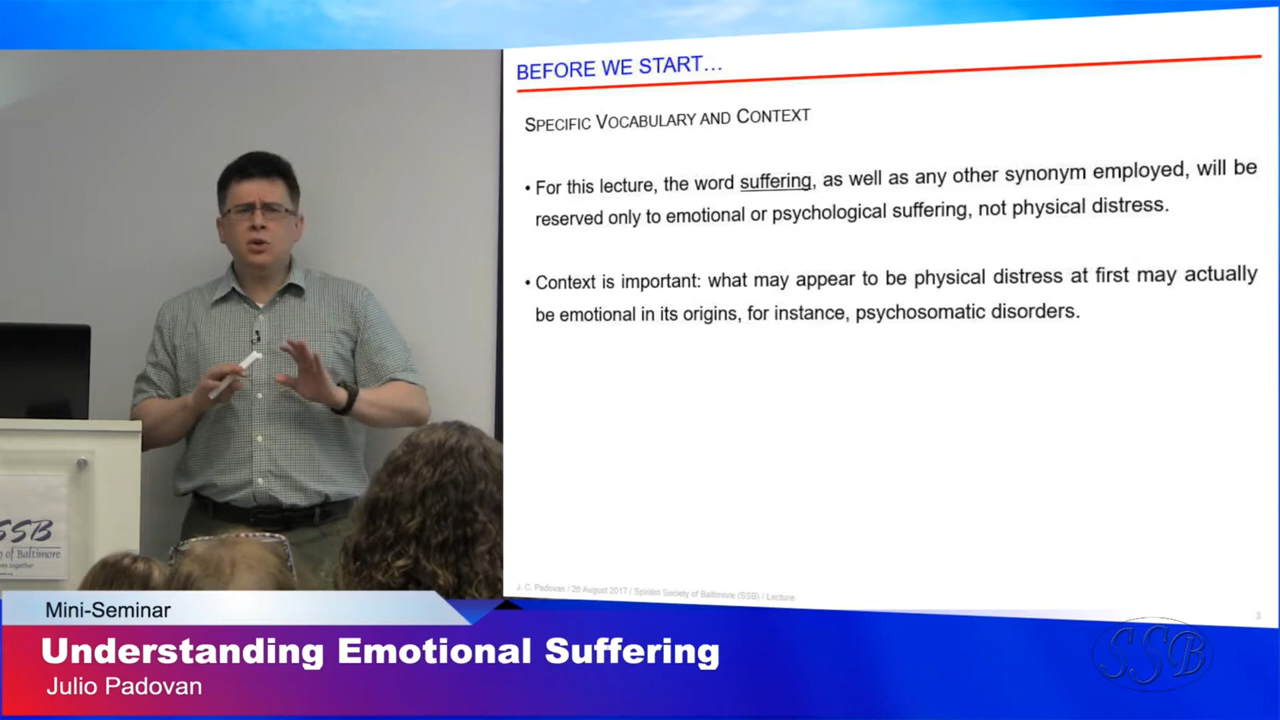 BEFORE WE START…
SPECIFIC VOCABULARY AND CONTEXT
• For this lecture, the word suffering, as well as any other synonym employed, will be
reserved only to emotional or psychological suffering, not physical distress.
• Context is important: what may appear to be physical distress at first may actually
be emotional in its origins, for instance, psychosomatic disorders.
J. C. Padovan / 20 August 2017 / Spiritist Society of Baltimore (SSB) / Lecture
3
SSB
of Baltimore
together
Mini-Seminar
Understanding Emotional Suffering
Julio Padovan
SSB